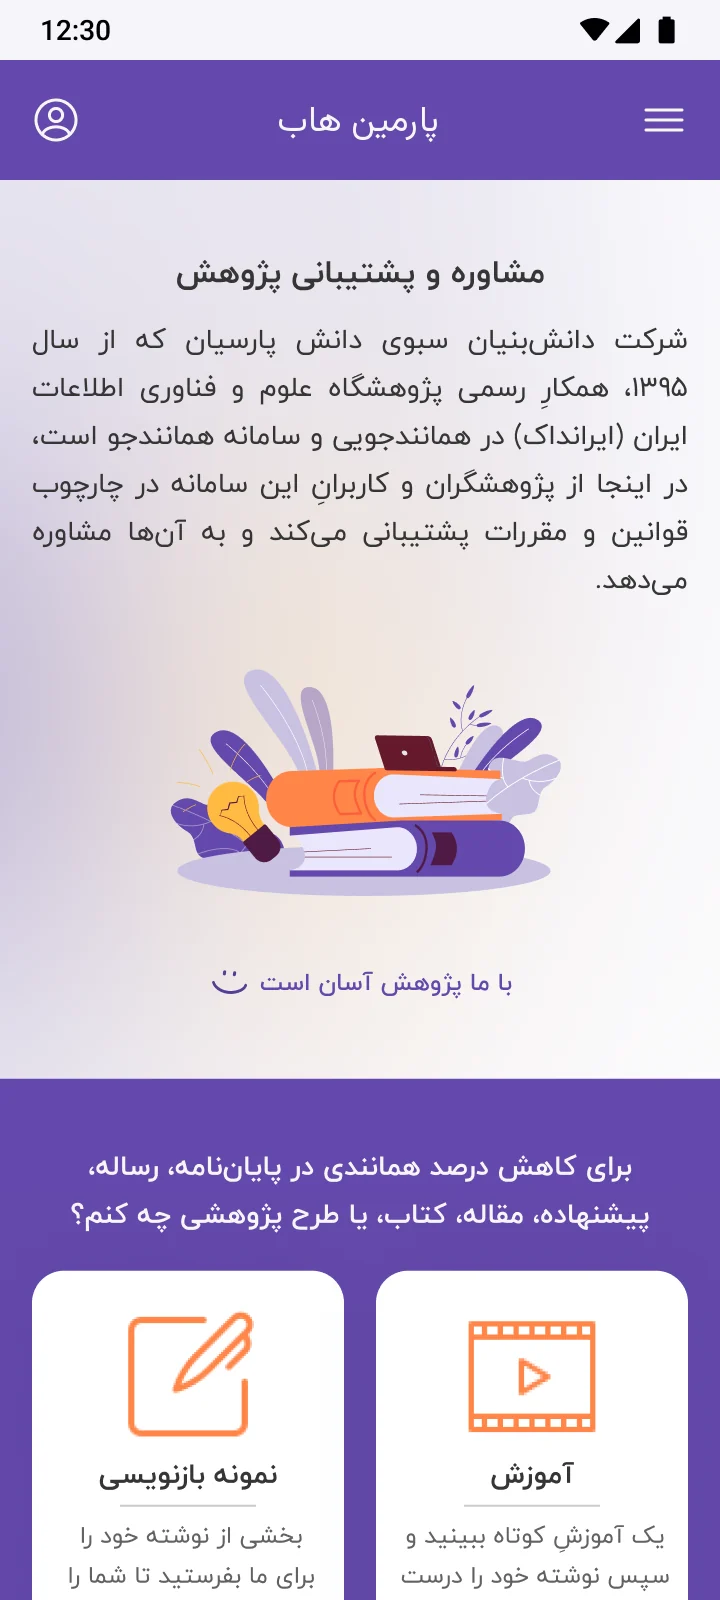 12:30
پارمین هاب
مشاوره و پشتیبانی پژوهش
شرکت دانش‌بنیان سبوی دانش پارسیان که از سال
۱۳۹۵، همکارِ رسمی پژوهشگاه علوم و فناوری اطلاعات
ایران (ایرانداک) در همانندجویی و سامانه همانندجو است،
در اینجا از پژوهشگران و کاربرانِ این سامانه در چارچوب
قوانین و مقررات پشتیبانی می‌کند و به آن‌ها مشاوره
می‌دهد.
با ما پژوهش آسان است
برای کاهش درصد همانندی در پایان‌نامه، رساله،
پیشنهاده، مقاله، کتاب، یا طرح پژوهشی چه کنم؟
آموزش
یک آموزشِ کوتاه ببینید و
سپس نوشته خود را درست
نمونه بازنویسی
بخشی از نوشته خود را
برای ما بفرستید تا شما را